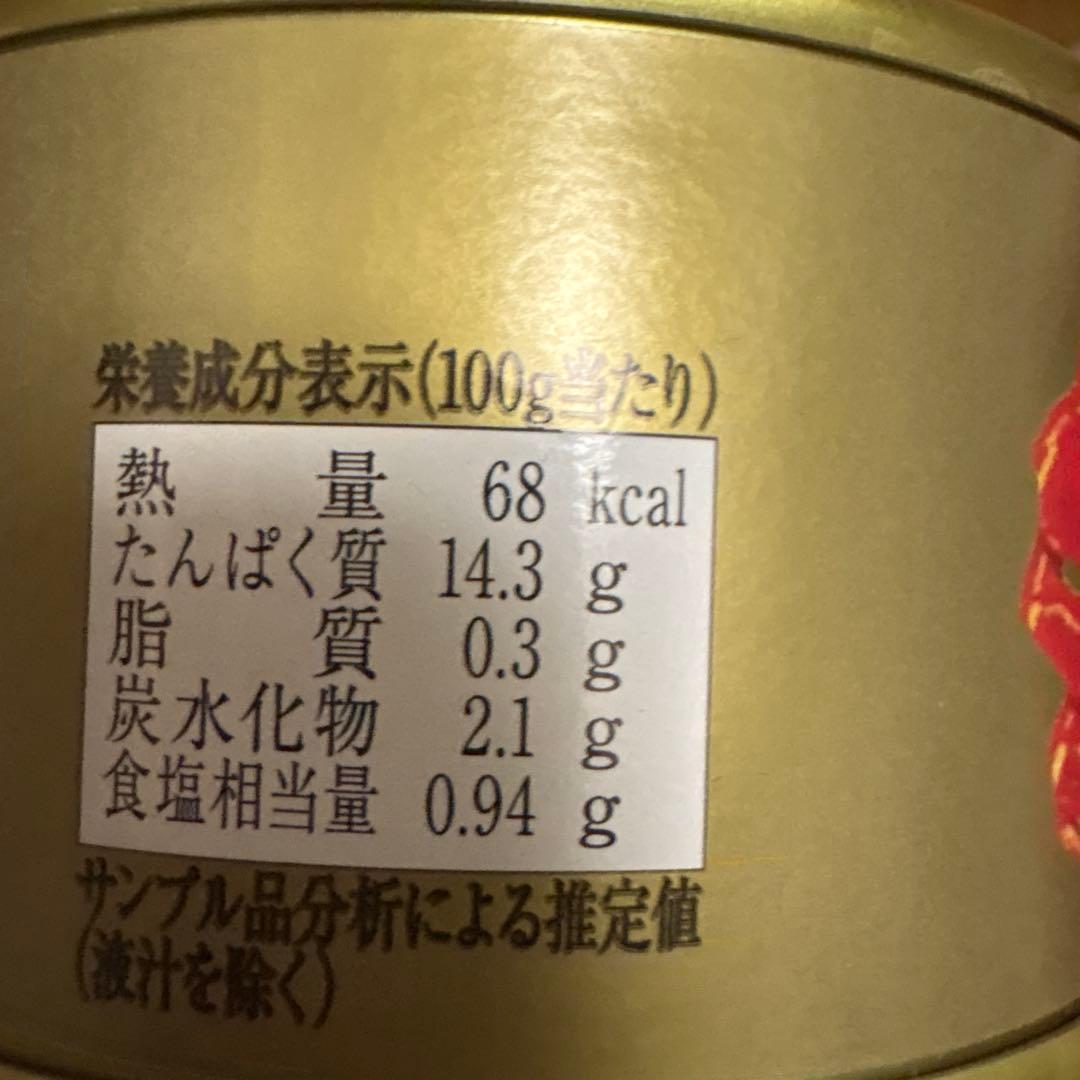 栄養成分表示(100g当たり)
熱量 68 kcal
たんぱく質 14.3 g
脂質 0.3 g
炭水化物 2.1 g
食塩相当量 0.94 g
サンプル品分析による推定値
(液汁を除く)